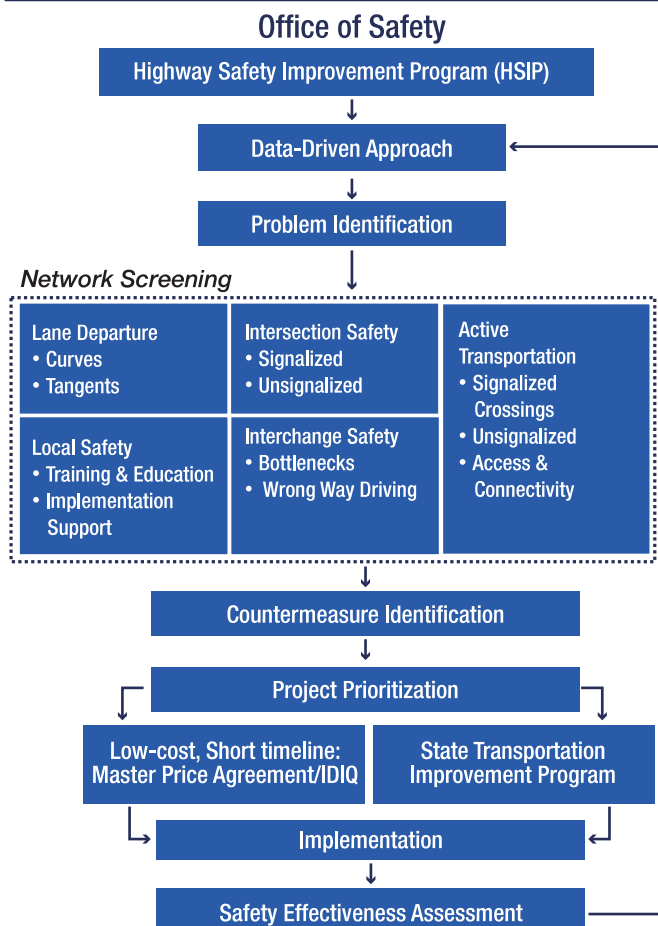 Office of Safety
Highway Safety Improvement Program (HSIP)
Data-Driven Approach
Problem Identification
Network Screening
Lane Departure
• Curves
• Tangents
Intersection Safety
• Signalized
• Unsignalized
Active
Transportation
• Signalized
Crossings
• Unsignalized
• Access &
Connectivity
Local Safety
• Training & Education
• Implementation
Support
Interchange Safety
• Bottlenecks
• Wrong Way Driving
Countermeasure Identification
Project Prioritization
Low-cost, Short timeline:
Master Price Agreement/IDIQ
State Transportation
Improvement Program
Implementation
Safety Effectiveness Assessment